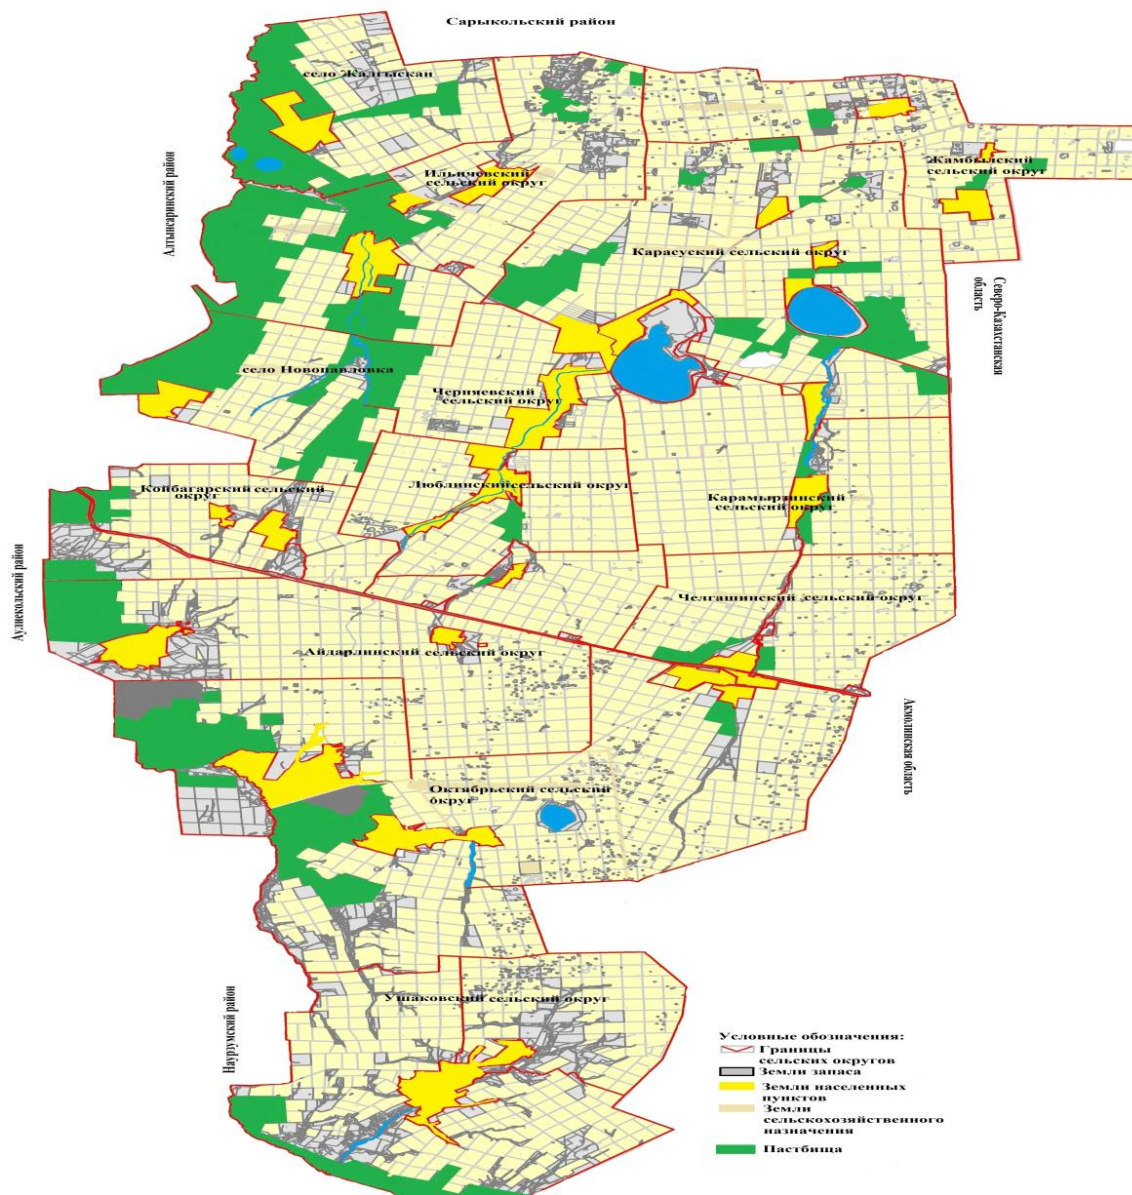 Сарыкольский район
село Жалгыскан
Алтынсаринский район
Ильичевский
сельский округ
Жамбылский
сельский округ
Карасуский сельский округ
Северо-Казахстанская
область
село Новопавловка
Черняевский
сельский округ
Койбагарский сельский
округ
Люблинский сельский округ
Карамырзинский
сельский округ
Аулиекольский район
Челгашинский сельский округ
Айдарлинский сельский округ
Акмолинская область
Октябрьский сельский
округ
Ушаковский сельский округ
Наурзумский район
Условные обозначения:
Границы
сельских округов
Земли запаса
Земли населенных
пунктов
Земли
сельскохозяйственного
назначения
Пастбища